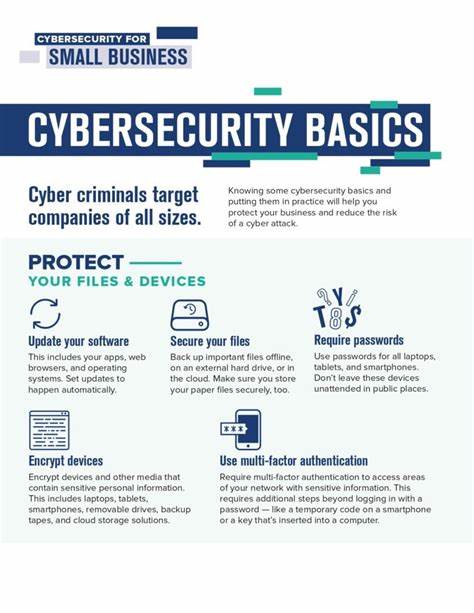 CYBERSECURITY FOR
SMALL BUSINESS
CYBERSECURITY BASICS
Cyber criminals target
companies of all sizes.
Knowing some cybersecurity basics and
putting them in practice will help you
protect your business and reduce the risk
of a cyber attack.
PROTECT
YOUR FILES & DEVICES
Update your software
This includes your apps, web
browsers, and operating
systems. Set updates to
happen automatically.
Secure your files
Back up important files offline,
on an external hard drive, or in
the cloud. Make sure you store
your paper files securely, too.
?Y/
T8$
Require passwords
Use passwords for all laptops,
tablets, and smartphones.
Don't leave these devices
unattended in public places.
Encrypt devices
Encrypt devices and other media that
contain sensitive personal information.
This includes laptops, tablets,
smartphones, removable drives, backup
tapes, and cloud storage solutions.
***
Use multi-factor authentication
Require multi-factor authentication to access areas
of your network with sensitive information. This
requires additional steps beyond logging in with a
password — like a temporary code on a smartphone
or a key that's inserted into a computer.